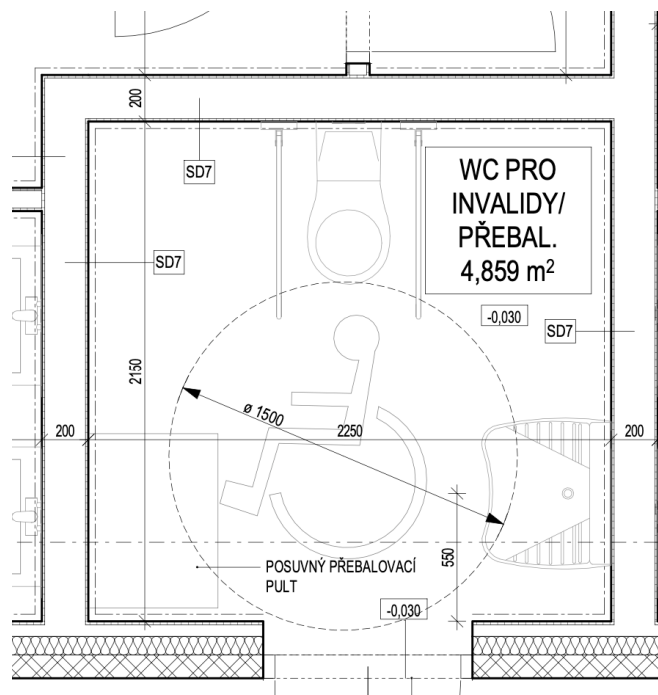 200
SD7
WC PRO
INVALIDY/
PŘEBAL.
4,859 m²
SD7
-0,030
SD7
2150
ø 1500
200
2250
200
550
POSUVNÝ PŘEBALOVACÍ
PULT
-0,030